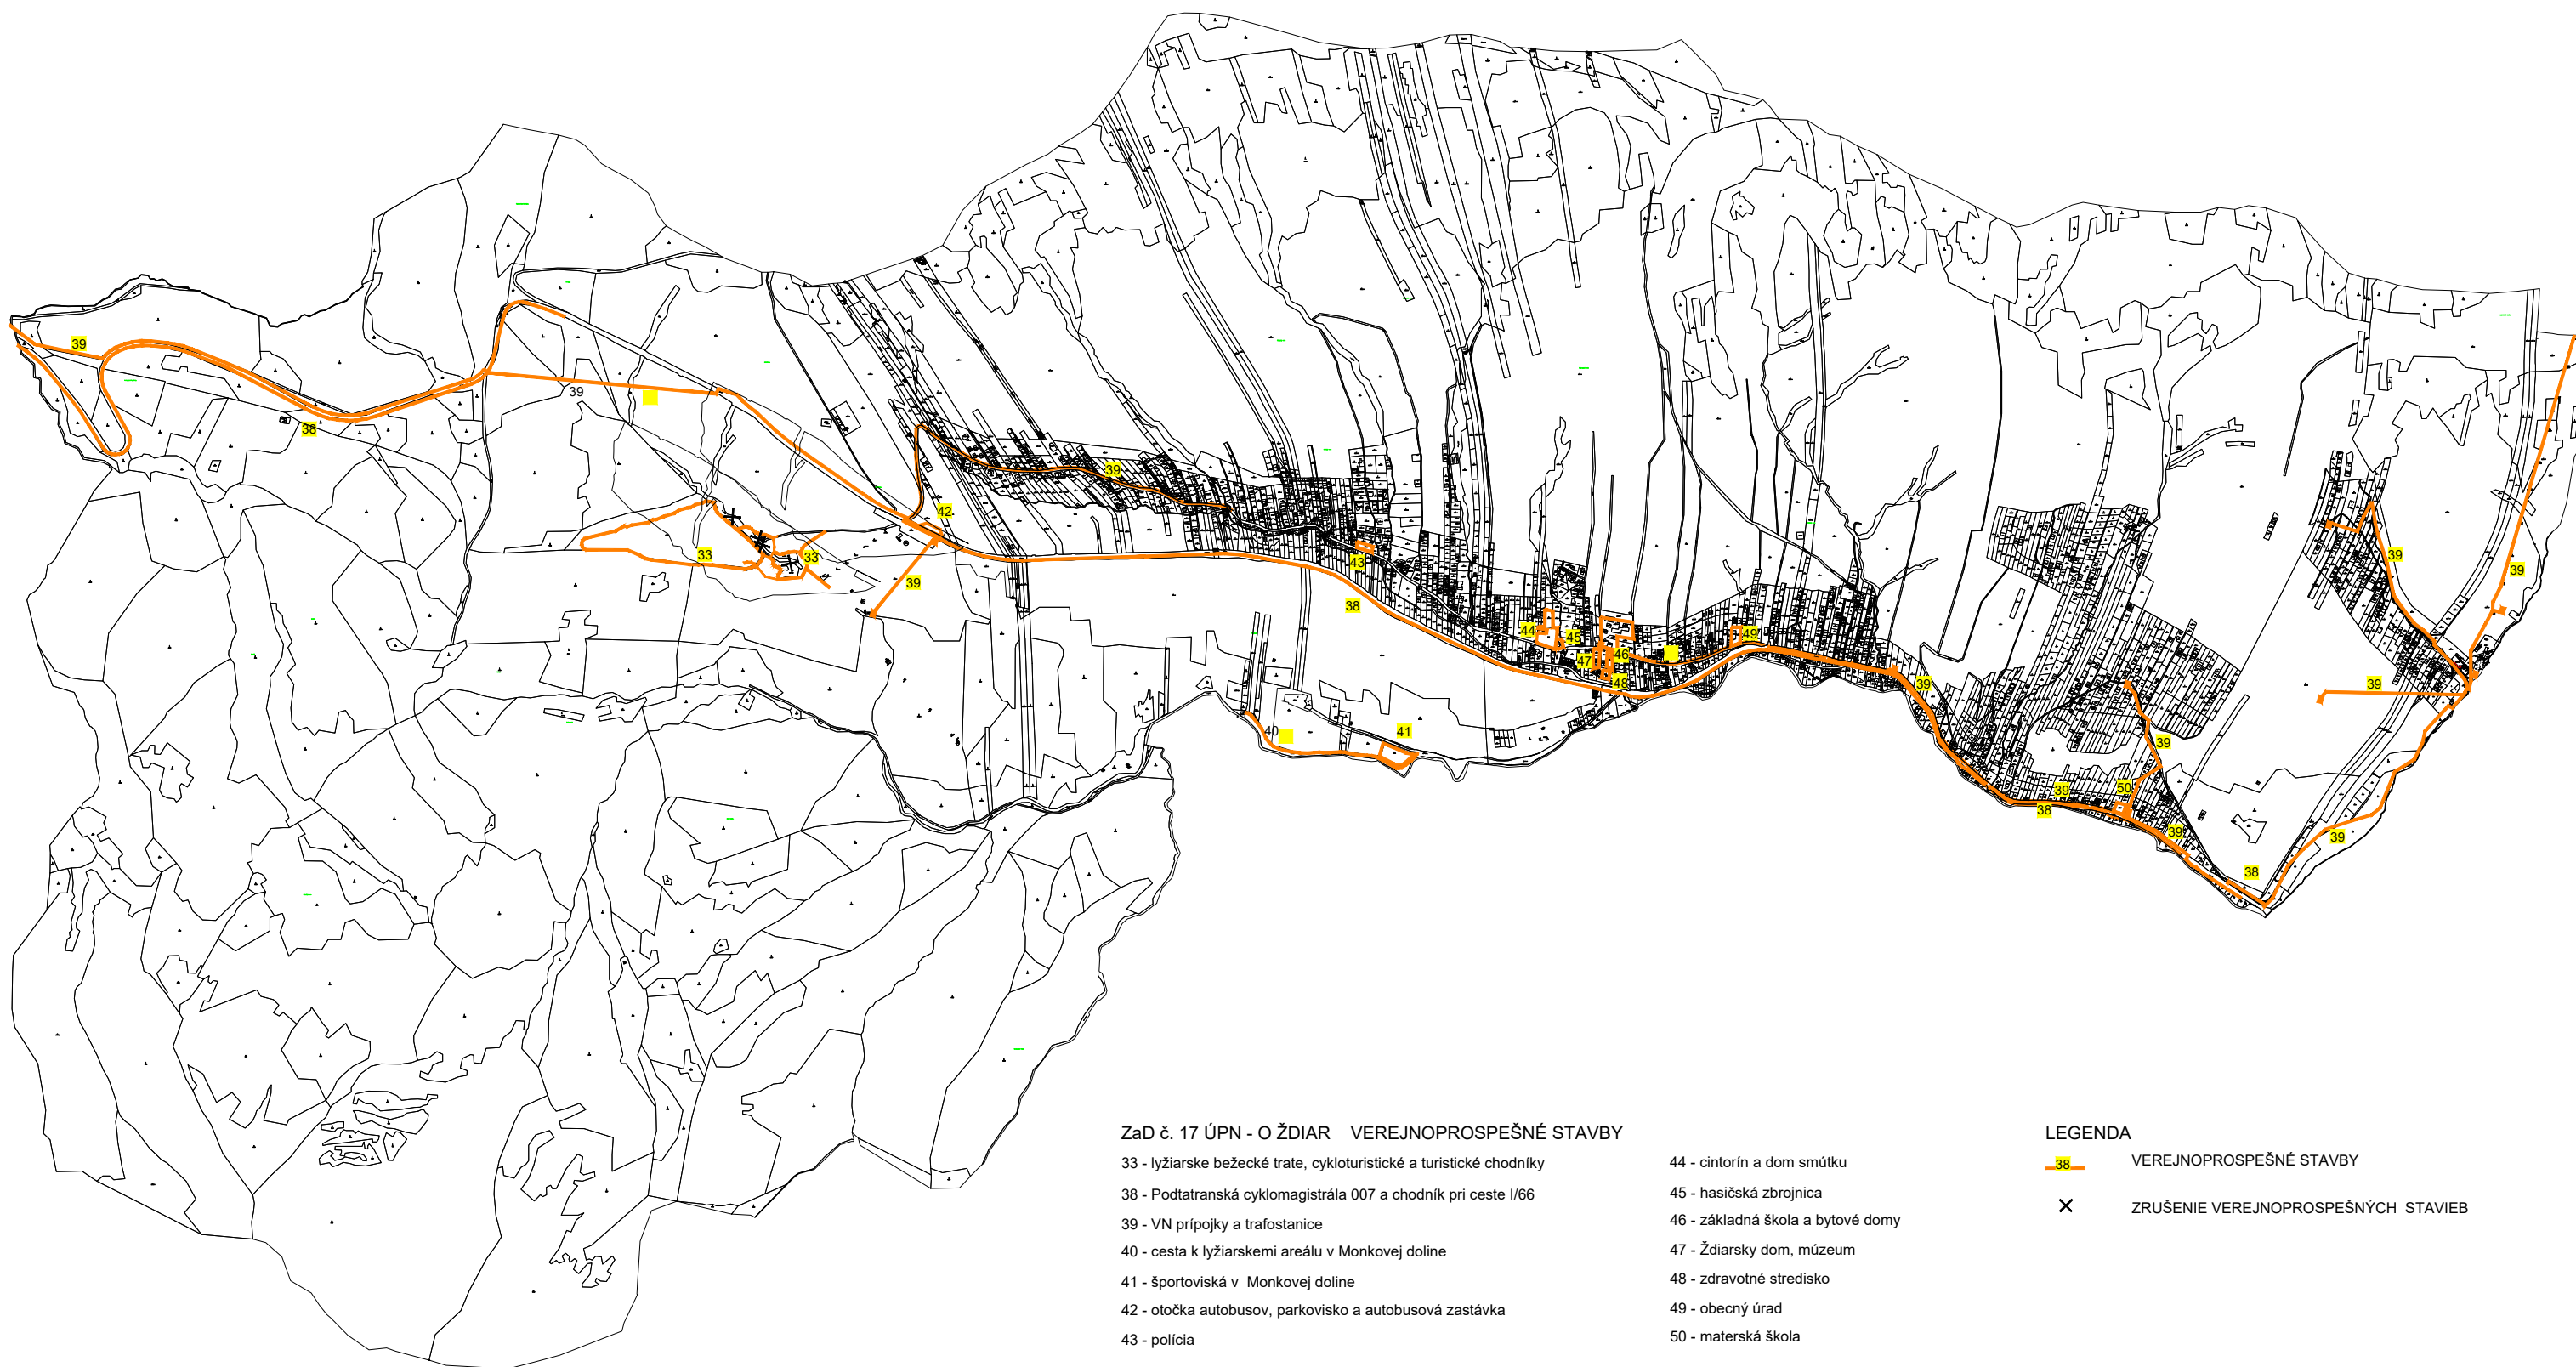 39
38
39
33
33
42
39
39
43
38
44
45
46
47
48
49
40
41
39
39
39
39
39
50
39
38
39
38
39
ZaD č. 17 ÚPN - O ŽDIAR VEREJNOPROSPEŠNÉ STAVBY
33 - lyžiarske bežecké trate, cykloturistické a turistické chodníky
38 - Podtatranská cyklomagistrála 007 a chodník pri ceste I/66
39 - VN prípojky a trafostanice
40 - cesta k lyžiarskemi areálu v Monkovej doline
41 - športoviská v Monkovej doline
42 - otočka autobusov, parkovisko a autobusová zastávka
43 - polícia
44 - cintorín a dom smútku
45 - hasičská zbrojnica
46 - základná škola a bytové domy
47 - Ždiarsky dom, múzeum
48 - zdravotné stredisko
49 - obecný úrad
50 - materská škola
LEGENDA
38 VEREJNOPROSPEŠNÉ STAVBY
ZRUŠENIE VEREJNOPROSPEŠNÝCH STAVIEB